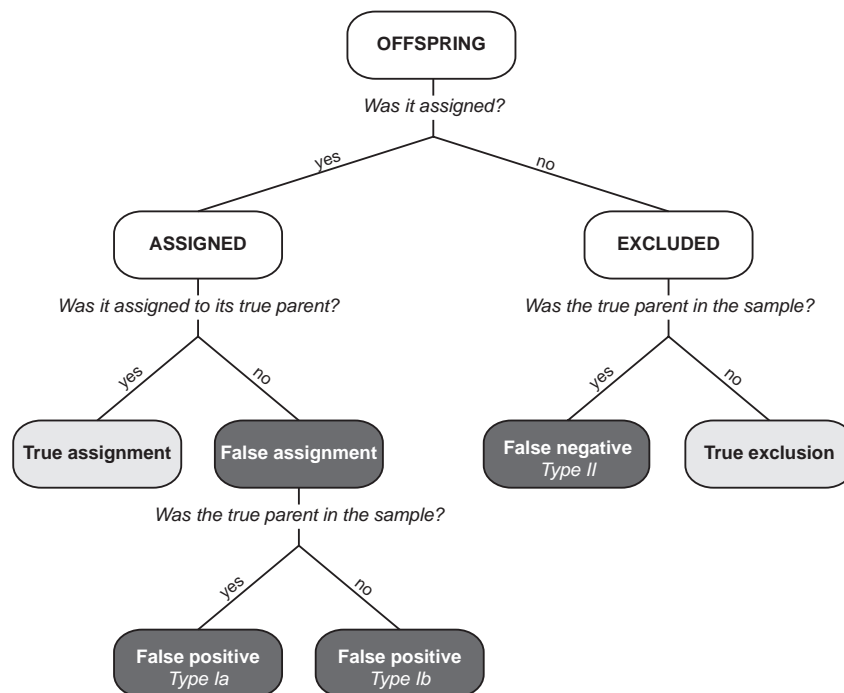 OFFSPRING
Was it assigned?
yes
no
ASSIGNED
EXCLUDED
Was it assigned to its true parent?
Was the true parent in the sample?
yes
no
yes
no
True assignment
False assignment
False negative
Type II
True exclusion
Was the true parent in the sample?
yes
no
False positive
Type Ia
False positive
Type Ib